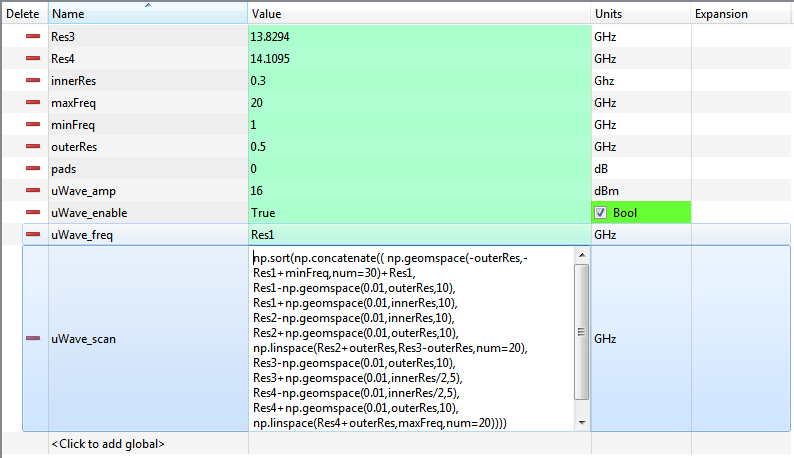 Delete Name Value Units Expansion
Res3 13.8294 GHz
Res4 14.1095 GHz
innerRes 0.3 Ghz
maxFreq 20 GHz
minFreq 1 GHz
outerRes 0.5 GHz
pads 0 dB
uWave_amp 16 dBm
uWave_enable True Bool
uWave_freq Res1 GHz
uWave_scan GHz
np.sort(np.concatenate(( np.geomspace(-outerRes,-
Res1+minFreq,num=30)+Res1,
Res1-np.geomspace(0.01,outerRes,10),
Res1+np.geomspace(0.01,innerRes,10),
Res2-np.geomspace(0.01,innerRes,10),
Res2+np.geomspace(0.01,outerRes,10),
np.linspace(Res2+outerRes,Res3-outerRes,num=20),
Res3-np.geomspace(0.01,outerRes,10),
Res3+np.geomspace(0.01,innerRes/2,5),
Res4-np.geomspace(0.01,innerRes/2,5),
Res4+np.geomspace(0.01,outerRes,10),
np.linspace(Res4+outerRes,maxFreq,num=20))))
<Click to add global>